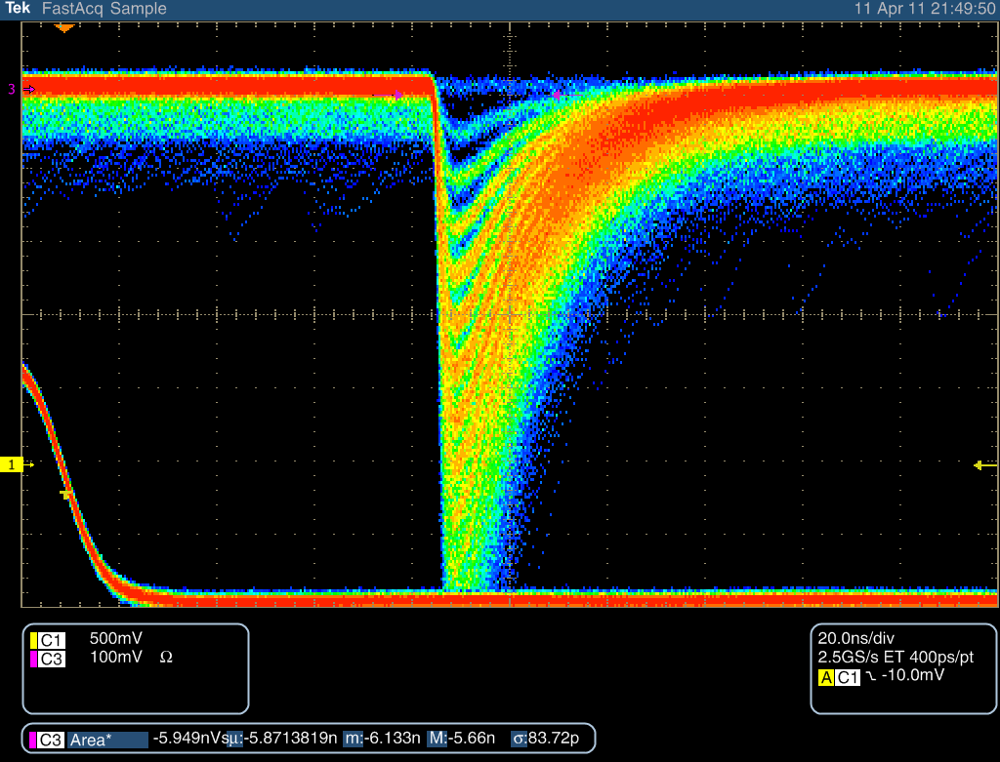 Tek FastAcq Sample 11 Apr 11 21:49:50
3
1
C1 500mV
C3 100mV Ω
20.0ns/div
2.5GS/s ET 400ps/pt
A C1 ⤵ -10.0mV
C3 Area* -5.949nVs μ:-5.8713819n m:-6.133n M:-5.66n σ:83.72p